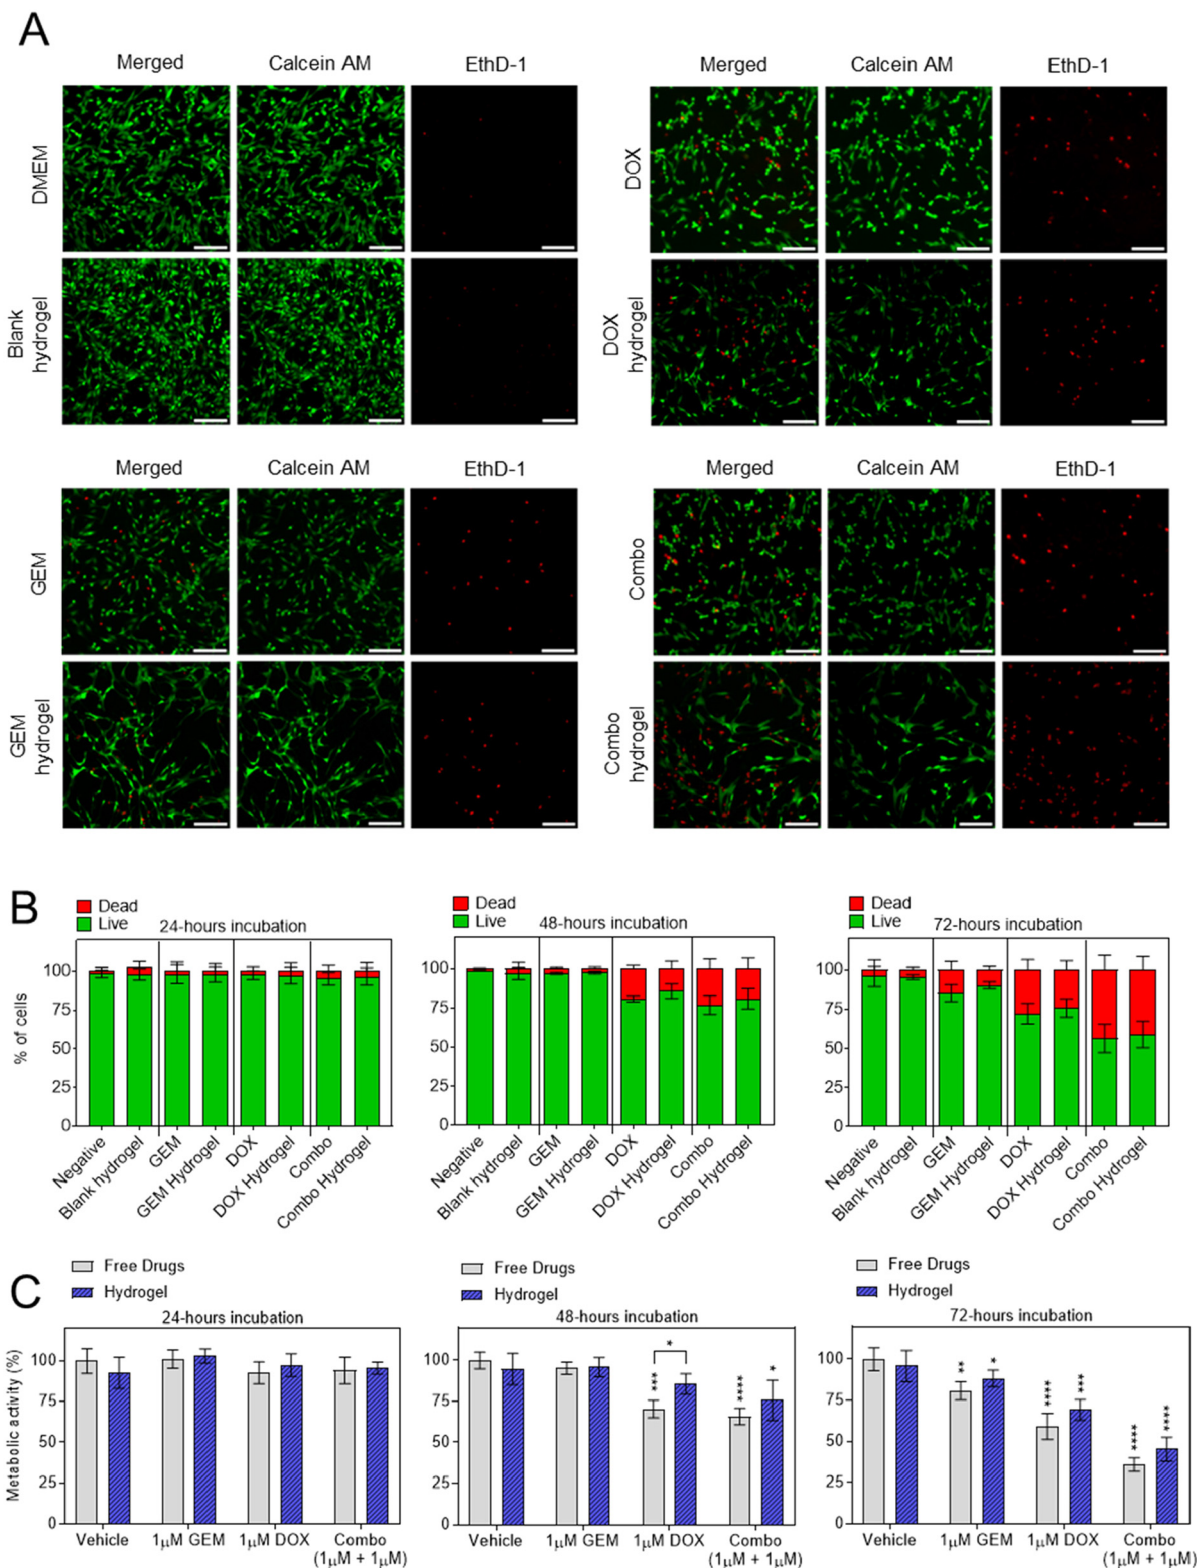 A
Merged Calcein AM EthD-1
Merged Calcein AM EthD-1
DMEM
DOX
Blank
hydrogel
DOX
hydrogel
Merged Calcein AM EthD-1
Merged Calcein AM EthD-1
GEM
Combo
GEM
hydrogel
Combo
hydrogel
B
Dead
Live
24-hours incubation
% of cells
100
75
50
25
0
Negative
Blank hydrogel
GEM
GEM Hydrogel
DOX
DOX Hydrogel
Combo
Combo Hydrogel
Dead
Live
48-hours incubation
100
75
50
25
0
Negative
Blank hydrogel
GEM
GEM Hydrogel
DOX
DOX Hydrogel
Combo
Combo Hydrogel
Dead
Live
72-hours incubation
100
75
50
25
0
Negative
Blank hydrogel
GEM
GEM Hydrogel
DOX
DOX Hydrogel
Combo
Combo Hydrogel
C
Free Drugs
Hydrogel
24-hours incubation
Metabolic activity (%)
100
75
50
25
0
Vehicle 1μM GEM 1μM DOX Combo
(1μM + 1μM)
Free Drugs
Hydrogel
48-hours incubation
100
75
50
25
0
*
***
****
*
Vehicle 1μM GEM 1μM DOX Combo
(1μM + 1μM)
Free Drugs
Hydrogel
72-hours incubation
100
75
50
25
0
**
*
****
***
****
****
Vehicle 1μM GEM 1μM DOX Combo
(1μM + 1μM)